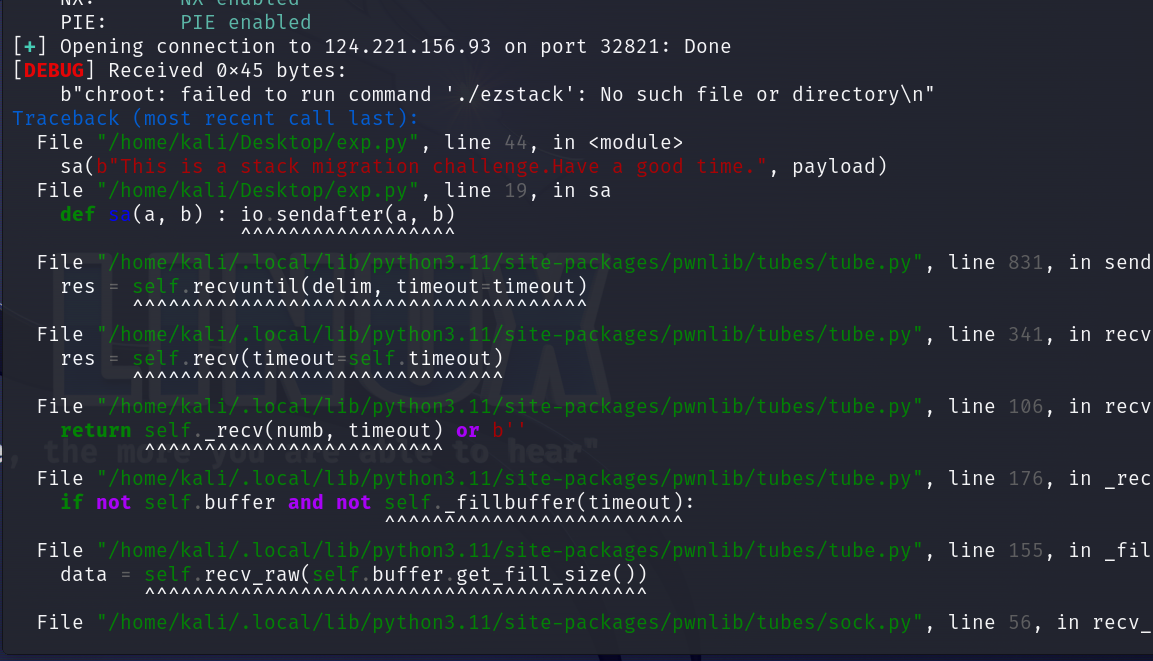 NX:      NX enabled
    PIE:      PIE enabled
[+] Opening connection to 124.221.156.93 on port 32821: Done
[DEBUG] Received 0×45 bytes:
    b"chroot: failed to run command './ezstack': No such file or directory\n"
Traceback (most recent call last):
  File "/home/kali/Desktop/exp.py", line 44, in <module>
    sa(b"This is a stack migration challenge.Have a good time.", payload)
  File "/home/kali/Desktop/exp.py", line 19, in sa
    def sa(a, b) : io.sendafter(a, b)
                   ^^^^^^^^^^^^^^^^^^
  File "/home/kali/.local/lib/python3.11/site-packages/pwnlib/tubes/tube.py", line 831, in send
    res = self.recvuntil(delim, timeout=timeout)
          ^^^^^^^^^^^^^^^^^^^^^^^^^^^^^^^^^^^^^^
  File "/home/kali/.local/lib/python3.11/site-packages/pwnlib/tubes/tube.py", line 341, in recv
    res = self.recv(timeout=self.timeout)
          ^^^^^^^^^^^^^^^^^^^^^^^^^^^^^^^
  File "/home/kali/.local/lib/python3.11/site-packages/pwnlib/tubes/tube.py", line 106, in recv
    return self._recv(numb, timeout) or b''
           ^^^^^^^^^^^^^^^^^^^^^^^^^
  File "/home/kali/.local/lib/python3.11/site-packages/pwnlib/tubes/tube.py", line 176, in _rec
    if not self.buffer and not self._fillbuffer(timeout):
                               ^^^^^^^^^^^^^^^^^^^^^^^^^
  File "/home/kali/.local/lib/python3.11/site-packages/pwnlib/tubes/tube.py", line 155, in _fil
    data = self.recv_raw(self.buffer.get_fill_size())
           ^^^^^^^^^^^^^^^^^^^^^^^^^^^^^^^^^^^^^^^^^^
  File "/home/kali/.local/lib/python3.11/site-packages/pwnlib/tubes/sock.py", line 56, in recv_
LINUX
, the more you are able to hear"